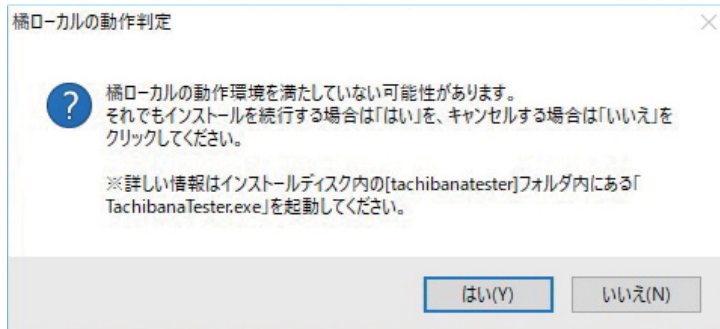 橘ローカルの動作判定
橘ローカルの動作環境を満たしていない可能性があります。
それでもインストールを続行する場合は「はい」を、キャンセルする場合は「いいえ」を
クリックしてください。
※詳しい情報はインストールディスク内の[tachibanatester]フォルダ内にある「
TachibanaTester.exe」を起動してください。
はい(Y)
いいえ(N)